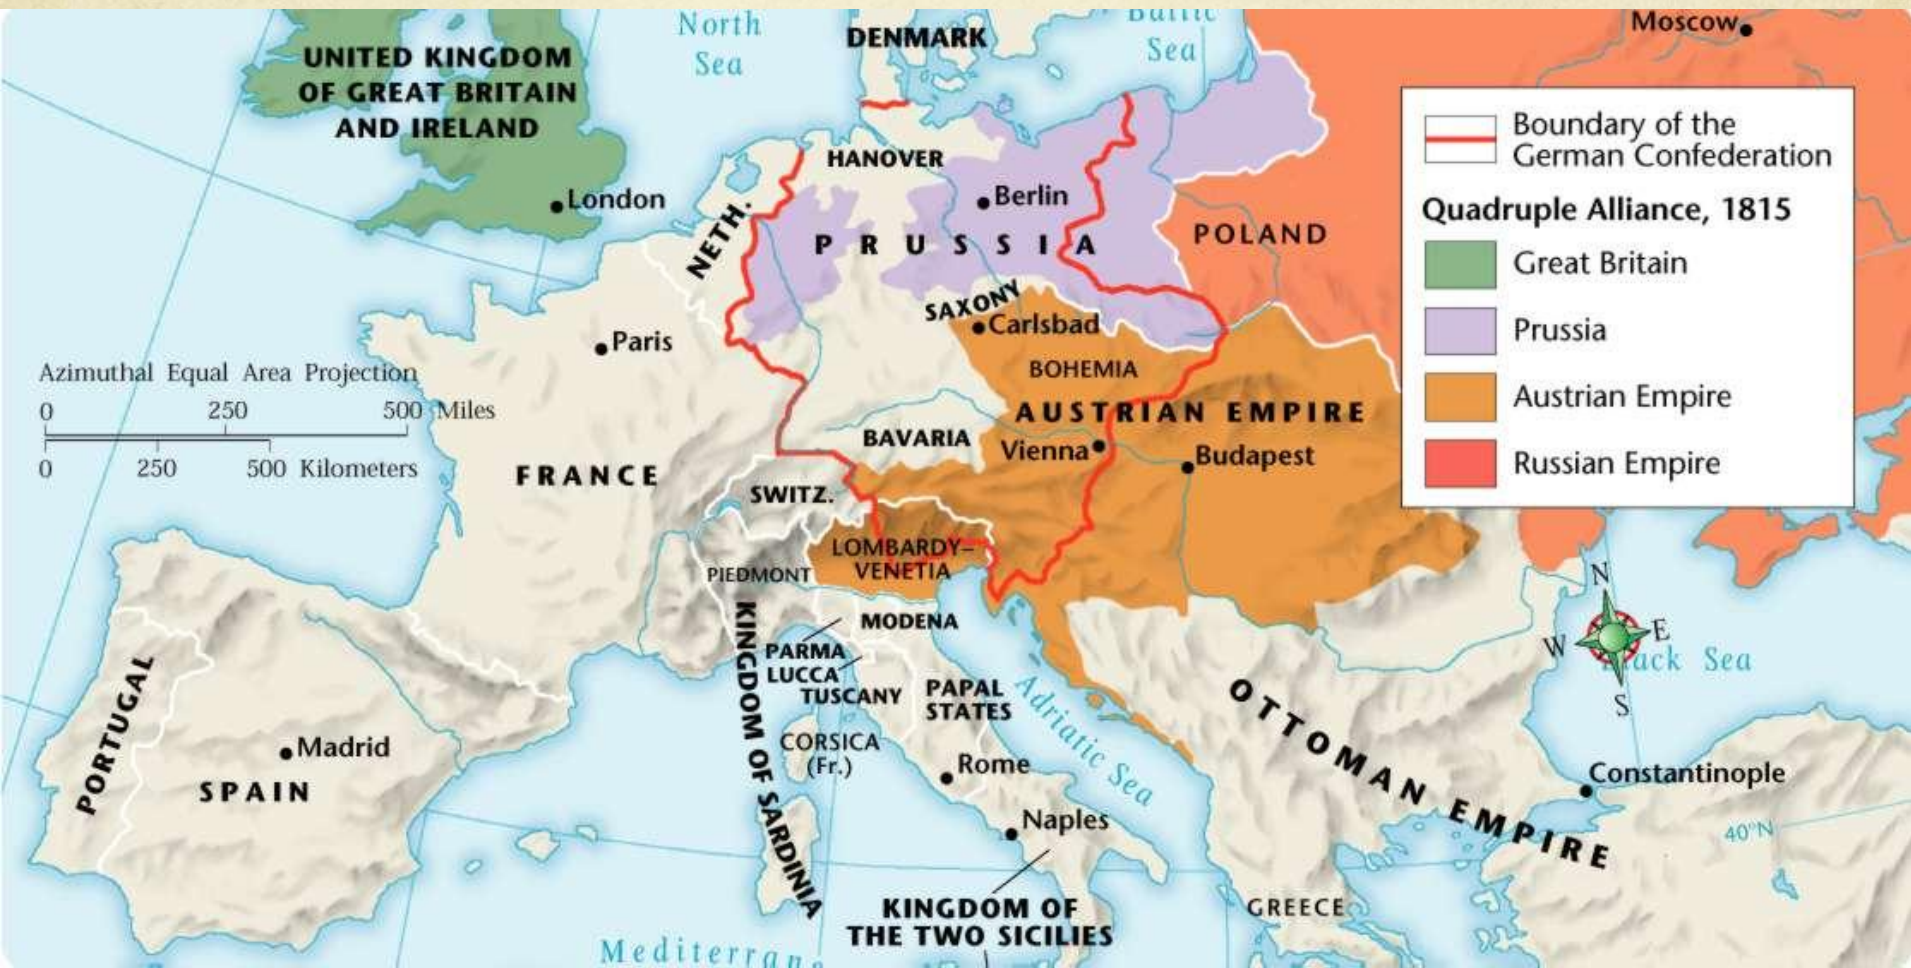 North
Sea
Baltic
Sea
Moscow
DENMARK
UNITED KINGDOM
OF GREAT BRITAIN
AND IRELAND
London
HANOVER
Berlin
NETH.
PRUSSIA
POLAND
SAXONY
Carlsbad
Paris
BOHEMIA
AUSTRIAN EMPIRE
BAVARIA
Vienna
Budapest
FRANCE
SWITZ.
LOMBARDY–
VENETIA
PIEDMONT
MODENA
PARMA
LUCCA
TUSCANY
PAPAL
STATES
KINGDOM OF SARDINIA
CORSICA
(Fr.)
Rome
Adriatic Sea
Naples
KINGDOM OF
THE TWO SICILIES
PORTUGAL
Madrid
SPAIN
OTTOMAN EMPIRE
Constantinople
GREECE
40°N
Black Sea
N
W
E
S
Azimuthal Equal Area Projection
0 250 500 Miles
0 250 500 Kilometers
Boundary of the
German Confederation
Quadruple Alliance, 1815
Great Britain
Prussia
Austrian Empire
Russian Empire